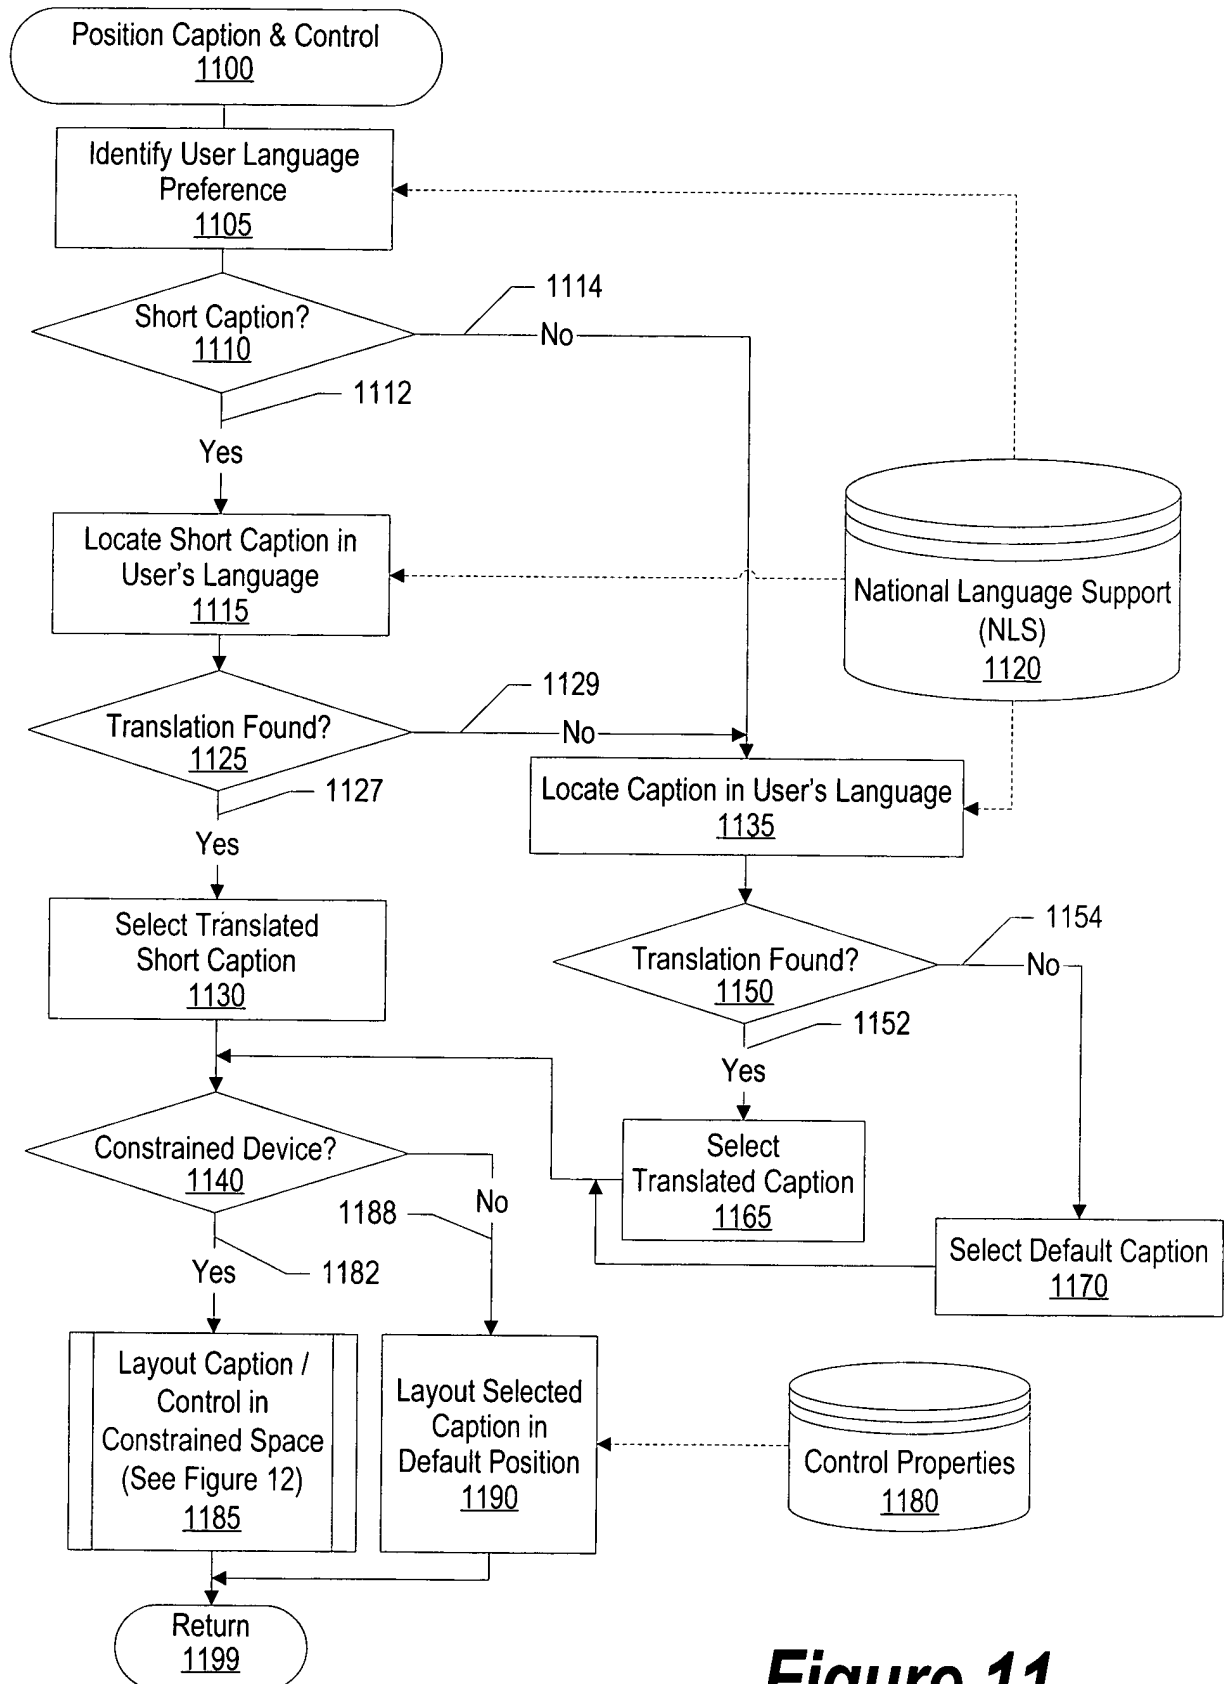 Position Caption & Control
1100
Identify User Language
Preference
1105
Short Caption?
1110
1114
No
1112
Yes
Locate Short Caption in
User's Language
1115
National Language Support
(NLS)
1120
Translation Found?
1125
1129
No
1127
Yes
Locate Caption in User's Language
1135
Select Translated
Short Caption
1130
Translation Found?
1150
1154
No
1152
Yes
Constrained Device?
1140
Select
Translated Caption
1165
No
1188
Yes
1182
Select Default Caption
1170
Layout Caption /
Control in
Constrained Space
(See Figure 12)
1185
Layout Selected
Caption in
Default Position
1190
Control Properties
1180
Return
1199
Figure 11